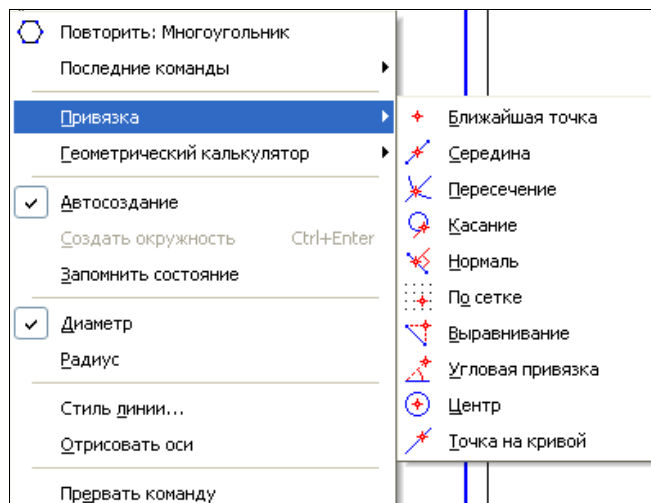 Повторить: Многоугольник
Последние команды
Привязка
Геометрический калькулятор
Автосоздание
Создать окружность Ctrl+Enter
Запомнить состояние
Диаметр
Радиус
Стиль линии...
Отрисовать оси
Прервать команду
Ближайшая точка
Середина
Пересечение
Касание
Нормаль
По сетке
Выравнивание
Угловая привязка
Центр
Точка на кривой